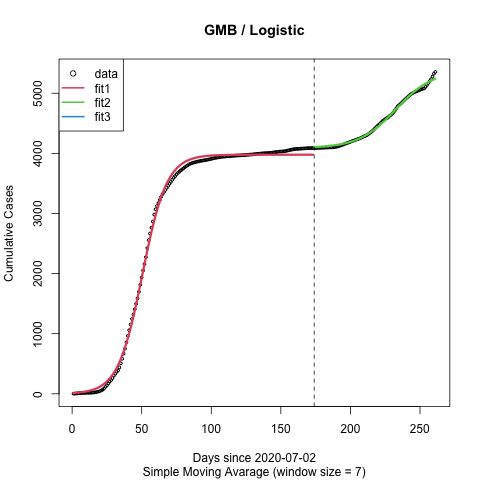 GMB / Logistic
data
fit1
fit2
fit3
Cumulative Cases
0
1000
2000
3000
4000
5000
0 50 100 150 200 250
Days since 2020-07-02
Simple Moving Avarage (window size = 7)